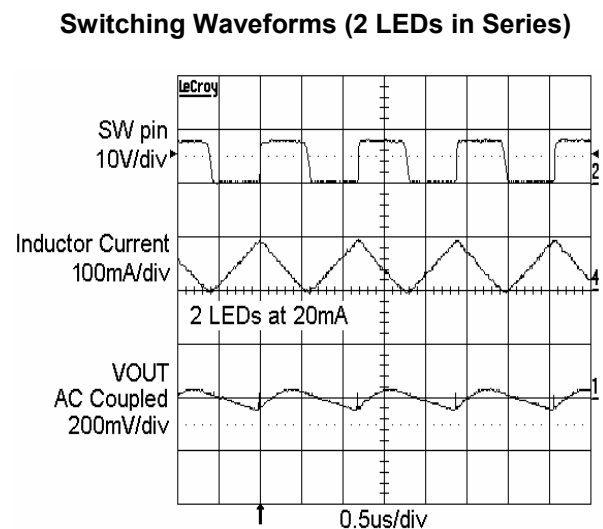 Switching Waveforms (2 LEDs in Series)
LeCroy
SW pin
10V/div
2
Inductor Current
100mA/div
4
2 LEDs at 20mA
VOUT
AC Coupled
200mV/div
1
0.5us/div